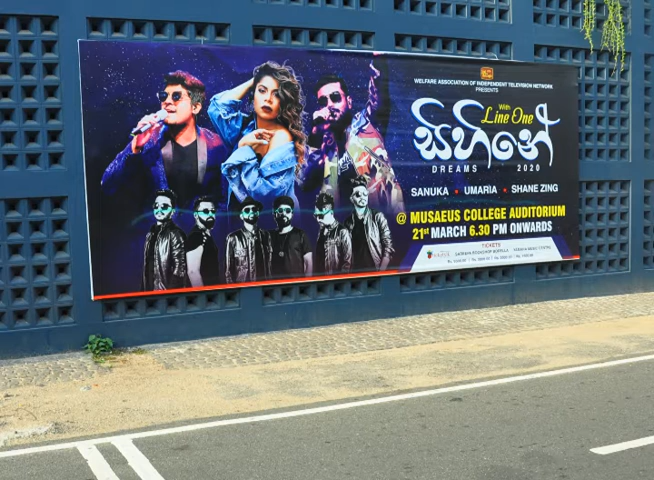 WELFARE ASSOCIATION OF INDEPENDENT TELEVISION NETWORK
PRESENTS
With
Line One
සිහිනේ
DREAMS 2020
SANUKA • UMARIA • SHANE ZING
@ MUSAEUS COLLEGE AUDITORIUM
21st MARCH 6.30 PM ONWARDS
TICKETS